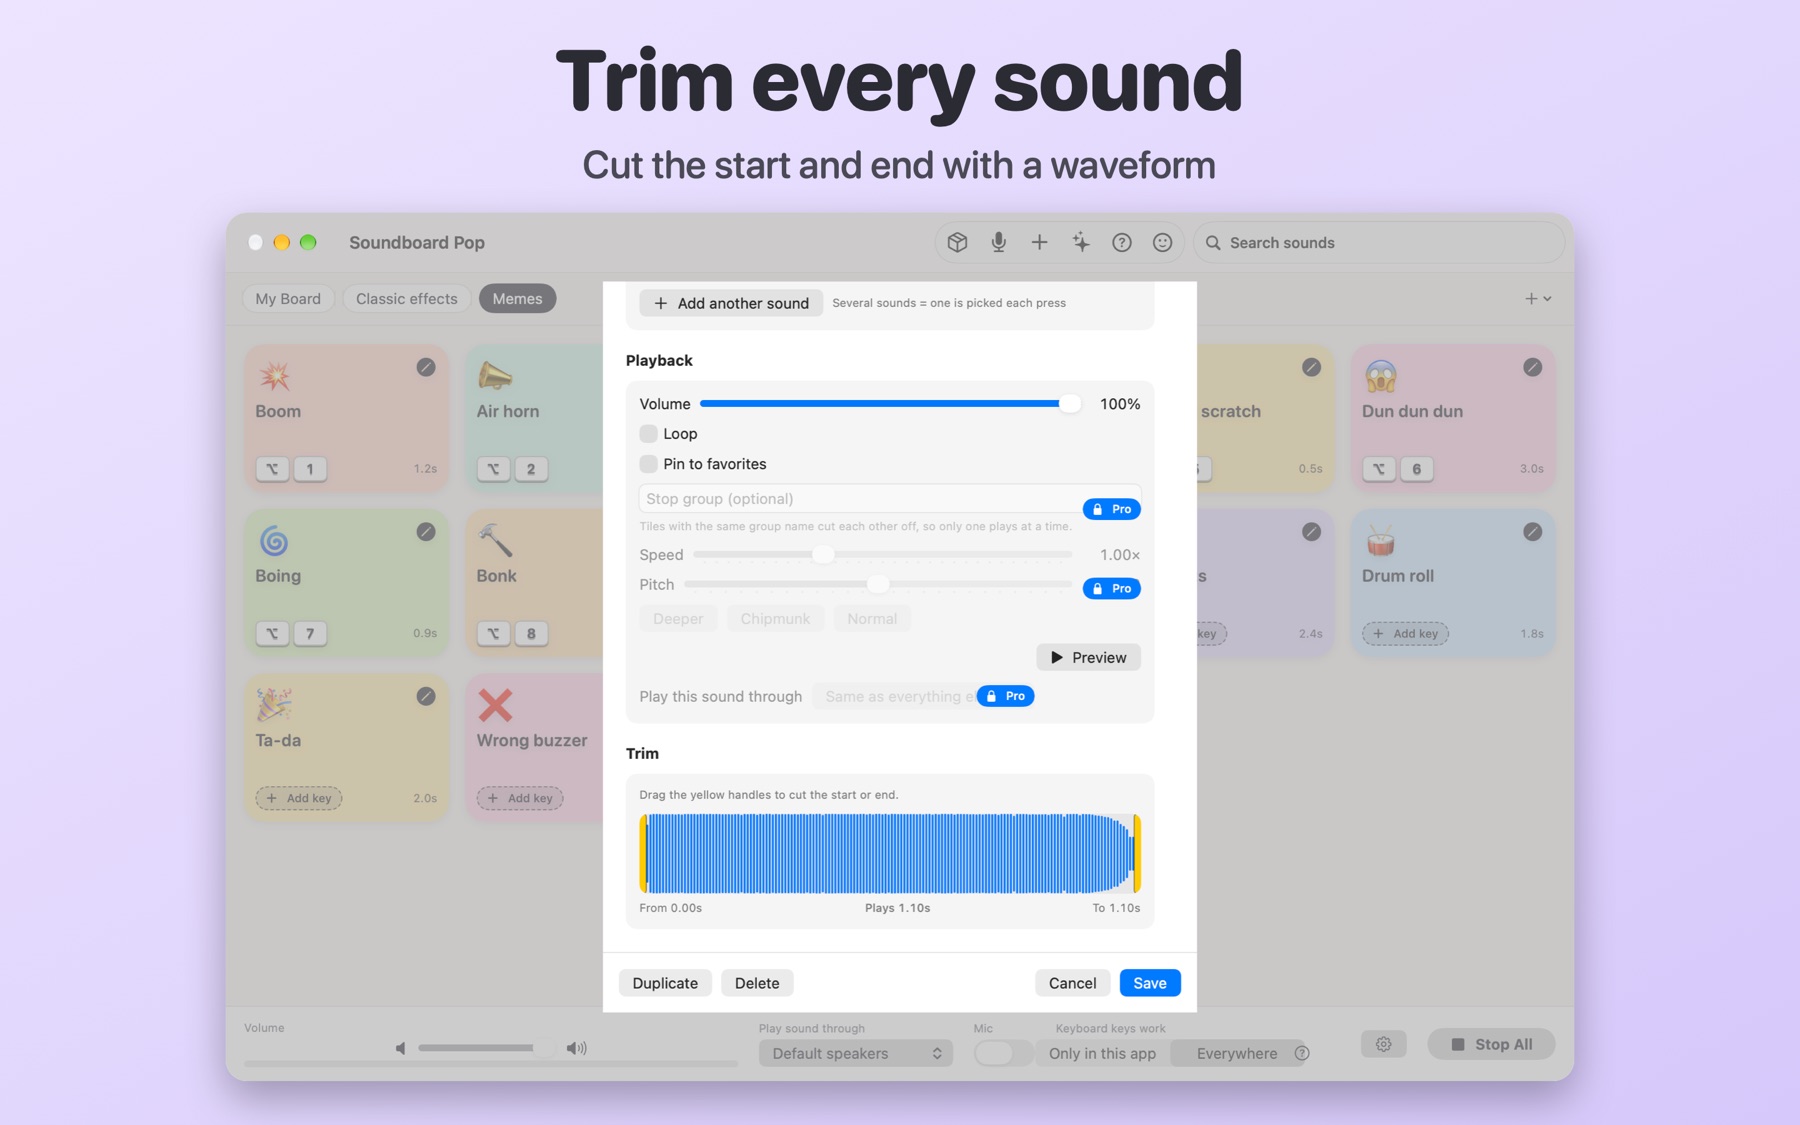 Trim every sound
Cut the start and end with a waveform
Soundboard Pop
Search sounds
My Board
Classic effects
Memes
Add another sound
Several sounds = one is picked each press
Playback
Volume
100%
Loop
Pin to favorites
Stop group (optional)
Pro
Tiles with the same group name cut each other off, so only one plays at a time.
Speed
1.00×
Pitch
Pro
Deeper
Chipmunk
Normal
Preview
Play this sound through
Same as everything
Pro
Trim
Drag the yellow handles to cut the start or end.
From 0.00s
Plays 1.10s
To 1.10s
Duplicate
Delete
Cancel
Save
Boom
⌥ 1
1.2s
Air horn
⌥ 2
scratch
0.5s
Dun dun dun
⌥ 6
3.0s
Boing
⌥ 7
0.9s
Bonk
⌥ 8
s
key
2.4s
Drum roll
+ Add key
1.8s
Ta-da
+ Add key
2.0s
Wrong buzzer
+ Add key
Volume
Play sound through
Default speakers
Mic
Keyboard keys work
Only in this app
Everywhere
Stop All